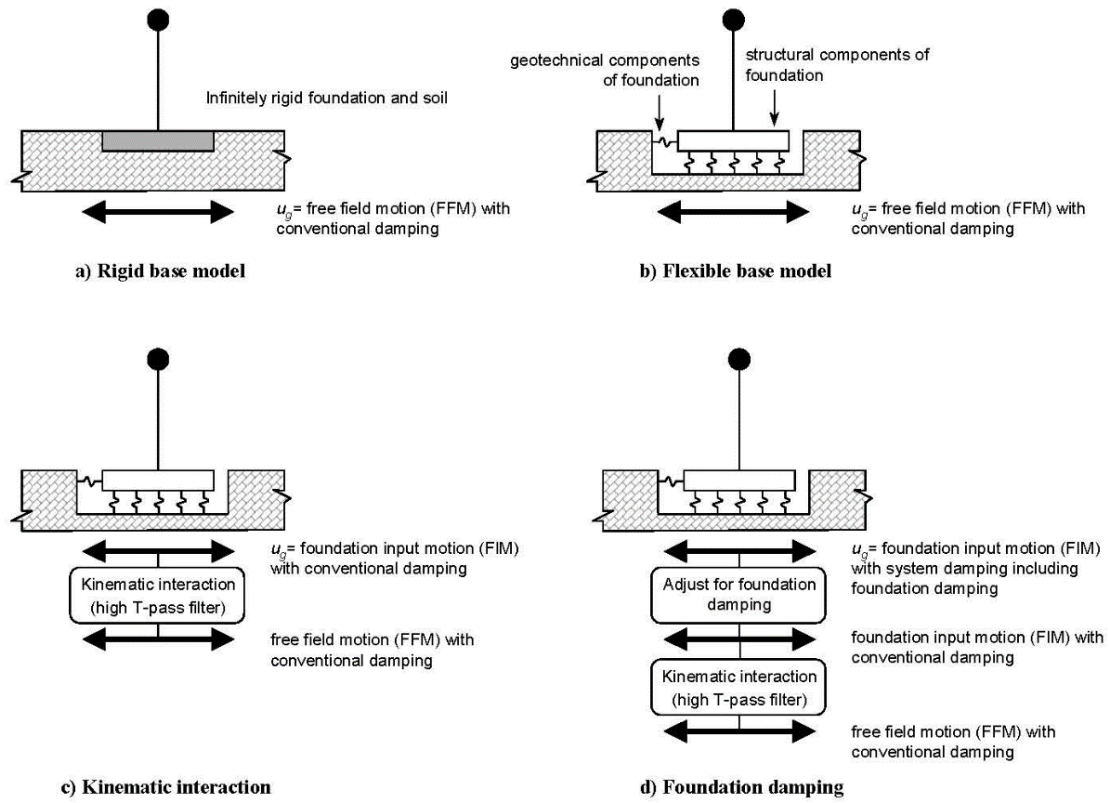 Infinitely rigid foundation and soil
u_g= free field motion (FFM) with
conventional damping
a) Rigid base model
geotechnical components
of foundation
structural components of
foundation
u_g= free field motion (FFM) with
conventional damping
b) Flexible base model
u_g= foundation input motion (FIM)
with conventional damping
Kinematic interaction
(high T-pass filter)
free field motion (FFM) with
conventional damping
c) Kinematic interaction
u_g= foundation input motion (FIM)
with system damping including
foundation damping
Adjust for foundation
damping
foundation input motion (FIM) with
conventional damping
Kinematic interaction
(high T-pass filter)
free field motion (FFM) with
conventional damping
d) Foundation damping